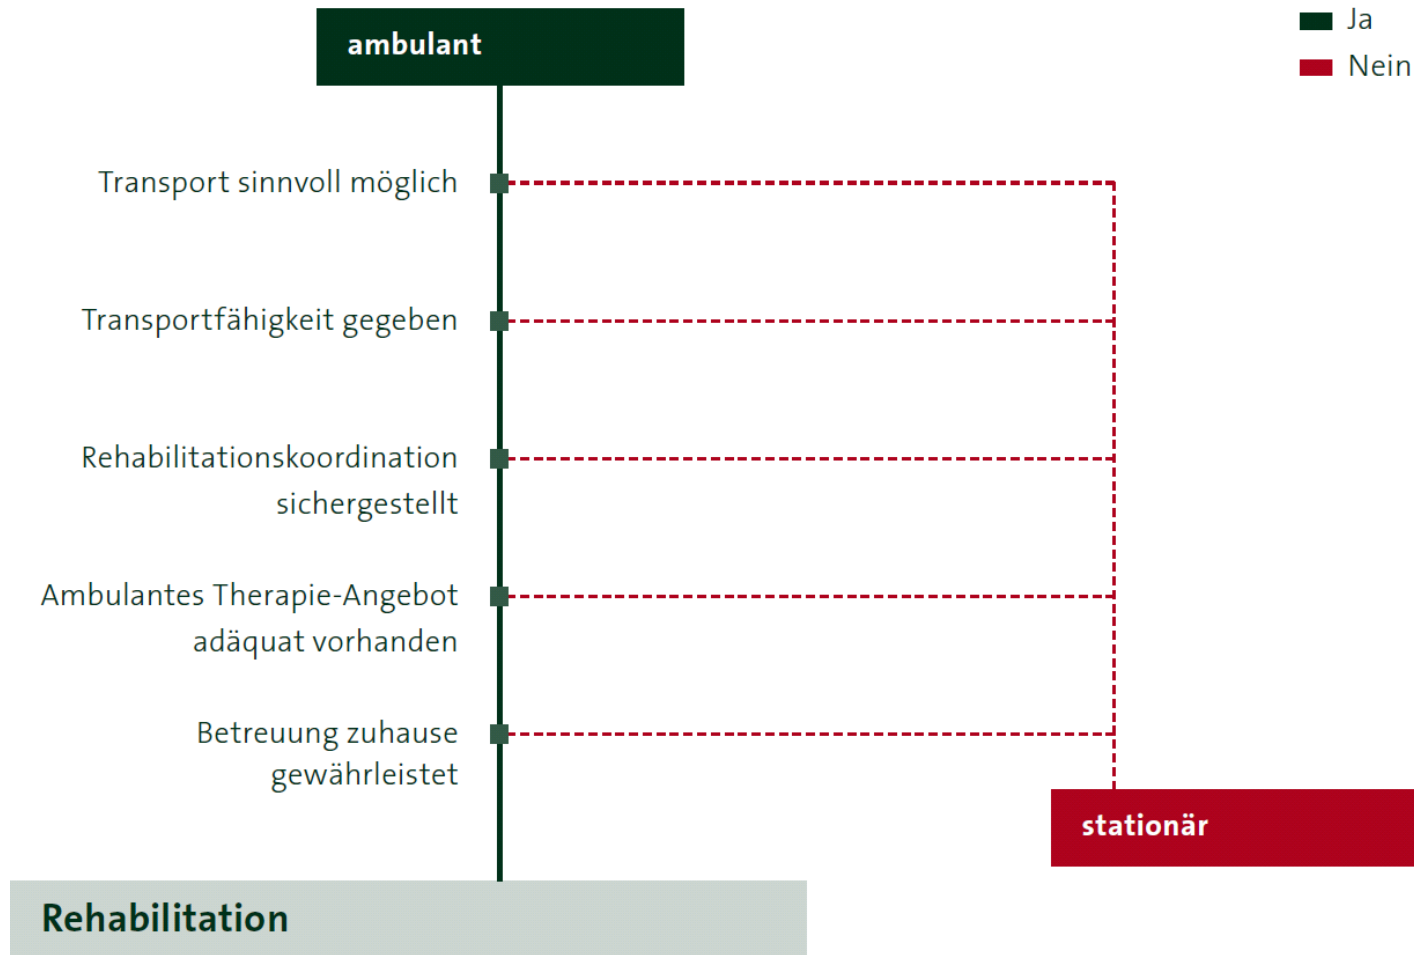 ambulant
Ja
Nein
Transport sinnvoll möglich
Transportfähigkeit gegeben
Rehabilitationskoordination
sichergestellt
Ambulantes Therapie-Angebot
adäquat vorhanden
Betreuung zuhause
gewährleistet
stationär
Rehabilitation